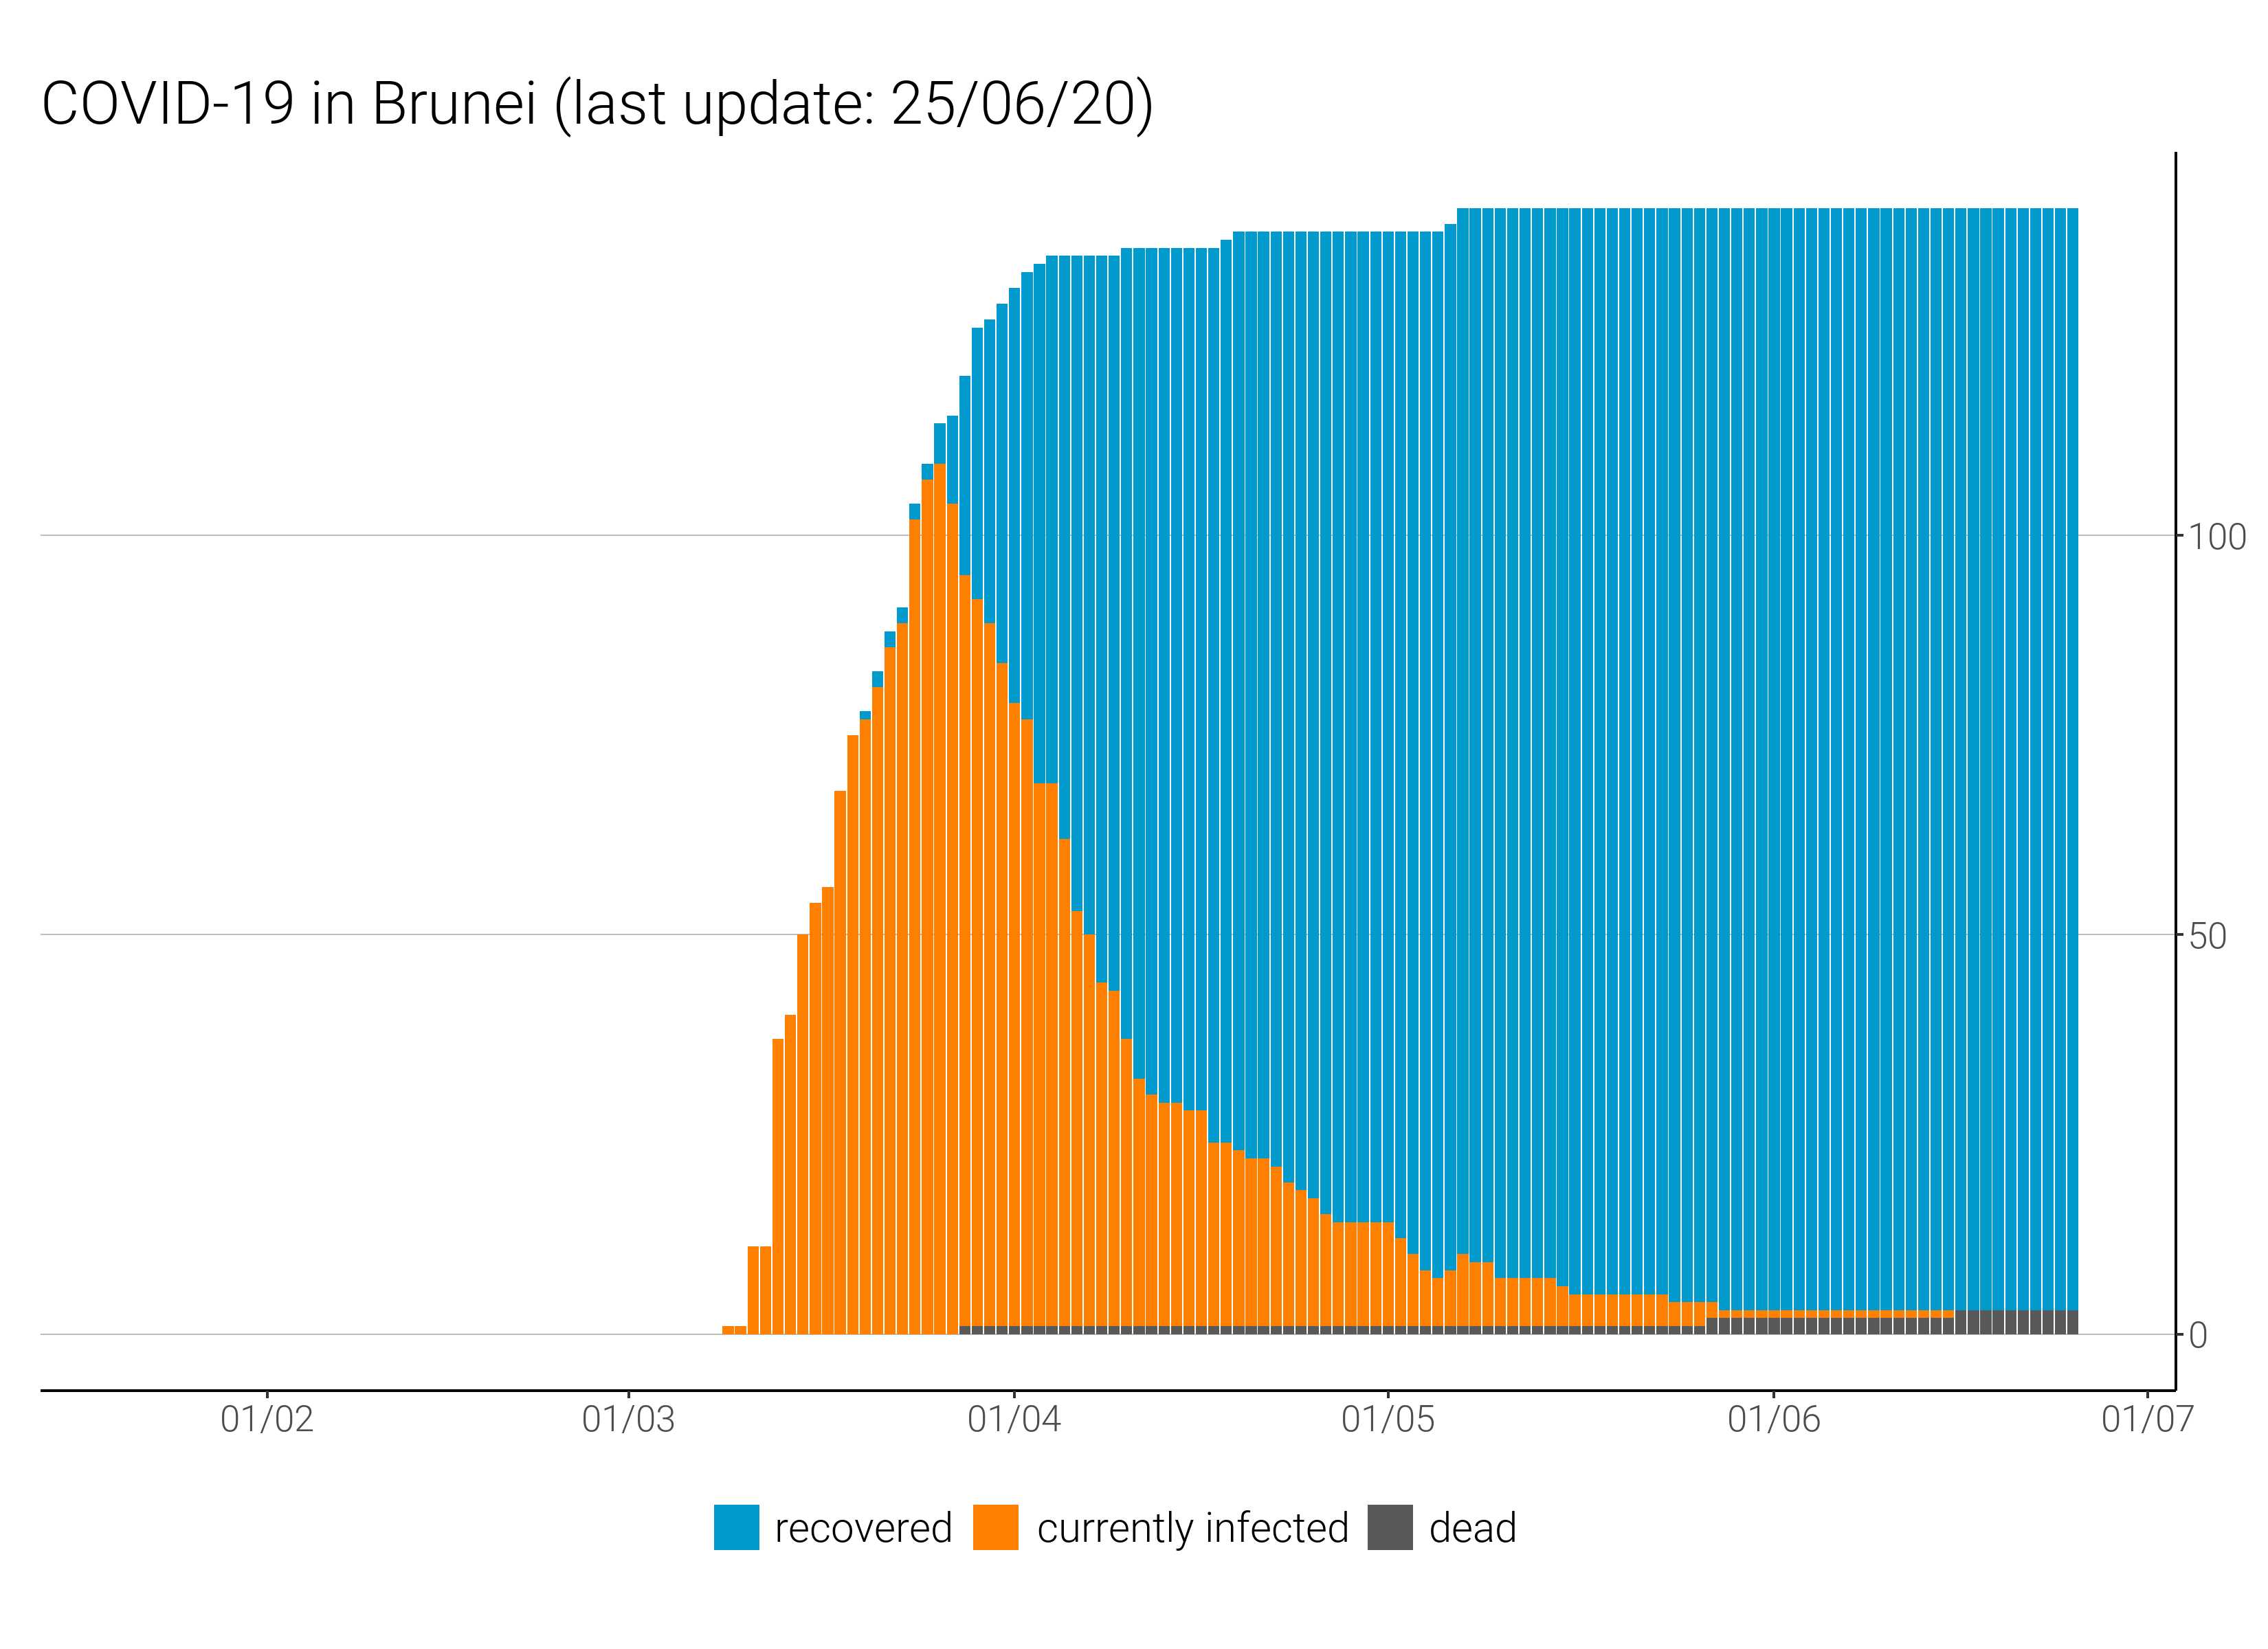 COVID-19 in Brunei (last update: 25/06/20)
100
50
0
01/02 01/03 01/04 01/05 01/06 01/07
recovered currently infected dead